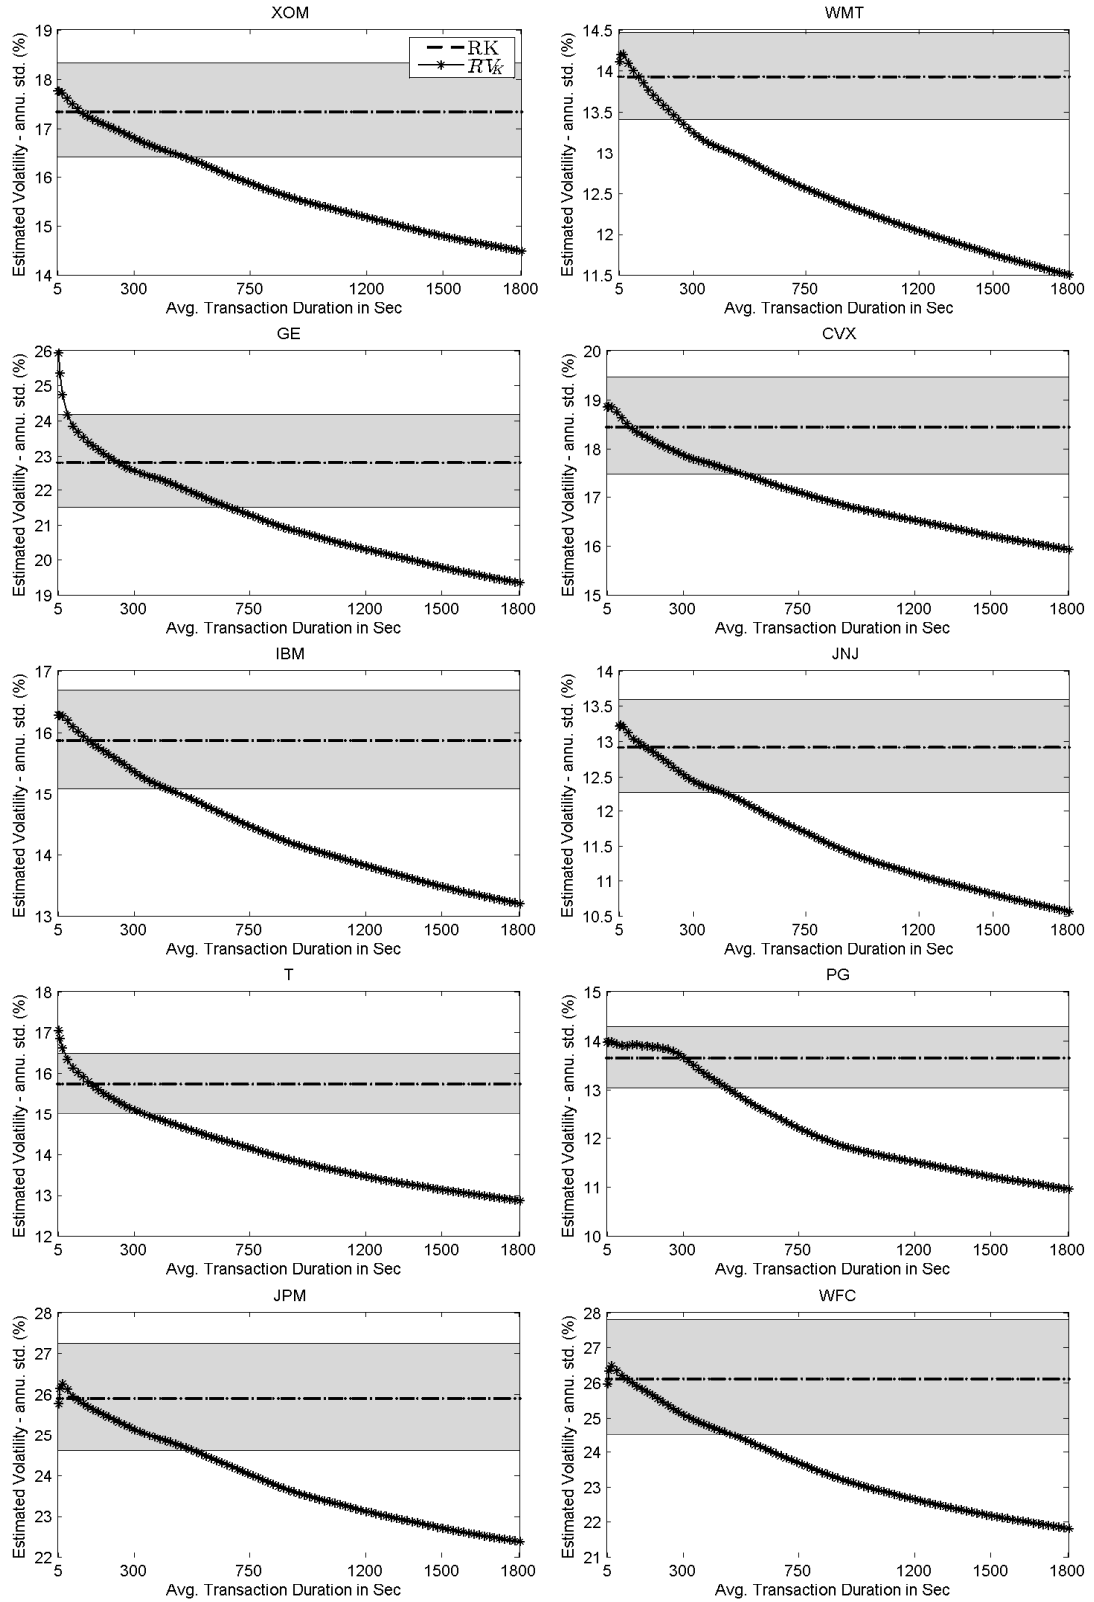 XOM
Estimated Volatility - annu. std. (%)
19
18
17
16
15
14
RK
RV_K
5 300 750 1200 1500 1800
Avg. Transaction Duration in Sec
WMT
Estimated Volatility - annu. std. (%)
14.5
14
13.5
13
12.5
12
11.5
5 300 750 1200 1500 1800
Avg. Transaction Duration in Sec
GE
Estimated Volatility - annu. std. (%)
26
25
24
23
22
21
20
19
5 300 750 1200 1500 1800
Avg. Transaction Duration in Sec
CVX
Estimated Volatility - annu. std. (%)
20
19
18
17
16
15
5 300 750 1200 1500 1800
Avg. Transaction Duration in Sec
IBM
Estimated Volatility - annu. std. (%)
17
16
15
14
13
5 300 750 1200 1500 1800
Avg. Transaction Duration in Sec
JNJ
Estimated Volatility - annu. std. (%)
14
13.5
13
12.5
12
11.5
11
10.5
5 300 750 1200 1500 1800
Avg. Transaction Duration in Sec
T
Estimated Volatility - annu. std. (%)
18
17
16
15
14
13
12
5 300 750 1200 1500 1800
Avg. Transaction Duration in Sec
PG
Estimated Volatility - annu. std. (%)
15
14
13
12
11
10
5 300 750 1200 1500 1800
Avg. Transaction Duration in Sec
JPM
Estimated Volatility - annu. std. (%)
28
27
26
25
24
23
22
5 300 750 1200 1500 1800
Avg. Transaction Duration in Sec
WFC
Estimated Volatility - annu. std. (%)
28
27
26
25
24
23
22
21
5 300 750 1200 1500 1800
Avg. Transaction Duration in Sec